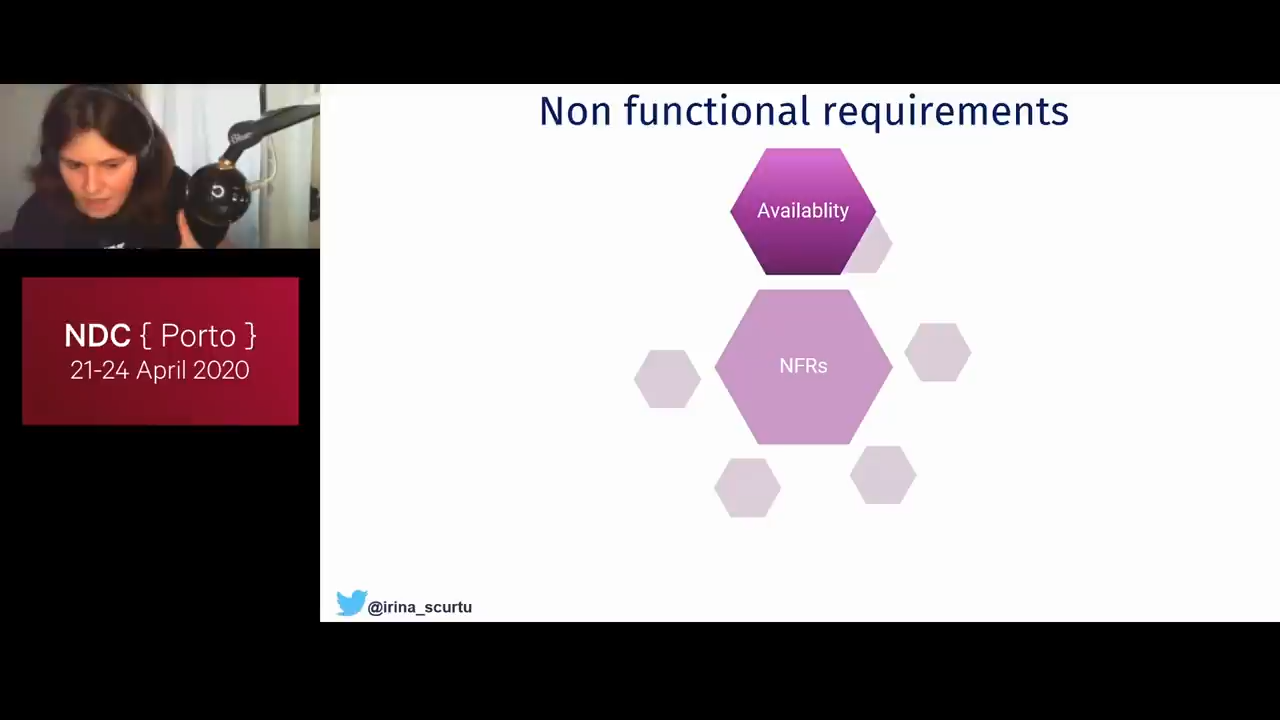 Non functional requirements
Availablity
NFRs
NDC { Porto }
21-24 April 2020
@irina_scurtu